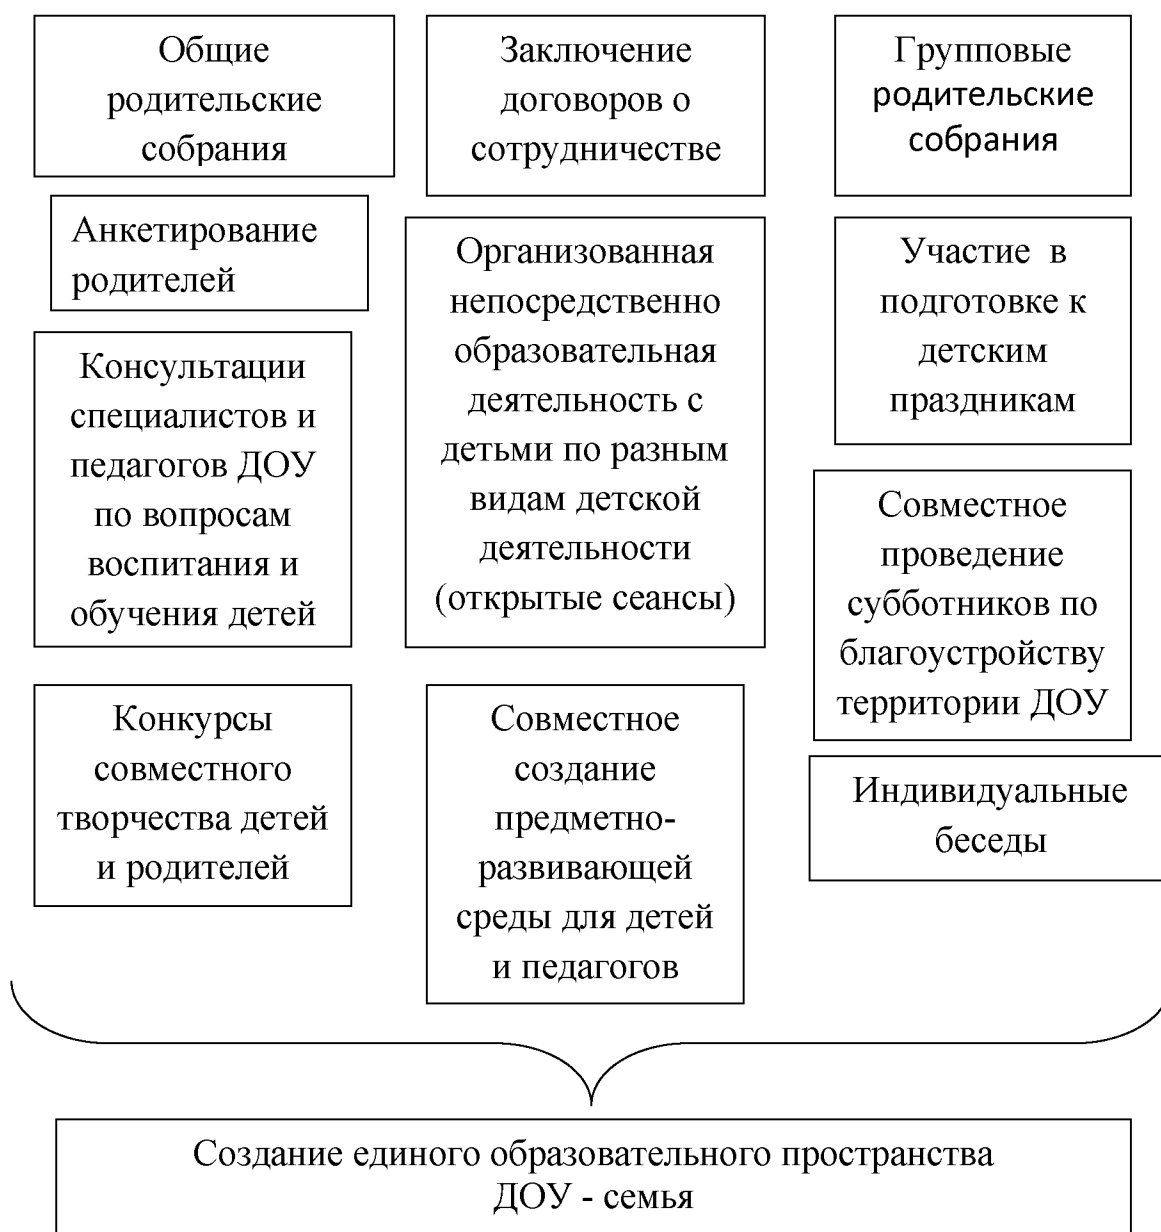 Общие
родительские
собрания
Анкетирование
родителей
Консультации
специалистов и
педагогов ДОУ
по вопросам
воспитания и
обучения детей
Конкурсы
совместного
творчества детей
и родителей
Заключение
договоров о
сотрудничестве
Организованная
непосредственно
образовательная
деятельность с
детьми по разным
видам детской
деятельности
(открытые сеансы)
Совместное
создание
предметно-
развивающей
среды для детей
и педагогов
Групповые
родительские
собрания
Участие в
подготовке к
детским
праздникам
Совместное
проведение
субботников по
благоустройству
территории ДОУ
Индивидуальные
беседы
Создание единого образовательного пространства
ДОУ - семья